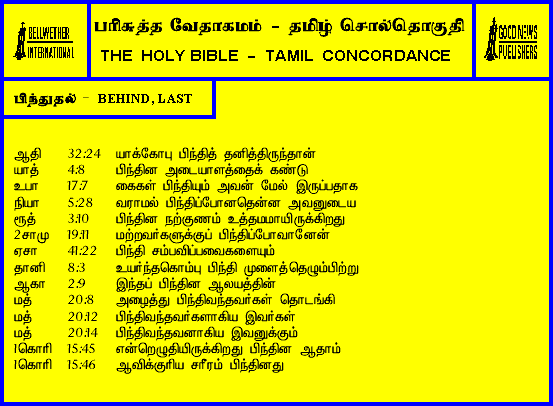 BELLWETHER INTERNATIONAL
பரிசுத்த வேதாகமம் - தமிழ் சொல்தொகுதி
THE HOLY BIBLE - TAMIL CONCORDANCE
GOOD NEWS PUBLISHERS
பிந்துதல் - BEHIND, LAST
ஆதி 32:24 யாக்கோபு பிந்தித் தனித்திருந்தான்
யாத் 4:8 பிந்தின அடையாளத்தைக் கண்டு
உபா 17:7 கைகள் பிந்தியும் அவன் மேல் இருப்பதாக
நியா 5:28 வராமல் பிந்திப்போனதென்ன அவனுடைய
ரூத் 3:10 பிந்தின நற்குணம் உத்தமமாயிருக்கிறது
2சாமு 19:11 மற்றவர்களுக்குப் பிந்திப்போவானேன்
ஏசா 41:22 பிந்தி சம்பவிப்பவைகளையும்
தானி 8:3 உயர்ந்தகொம்பு பிந்தி முளைத்தெழும்பிற்று
ஆகா 2:9 இந்தப் பிந்தின ஆலயத்தின்
மத் 20:8 அழைத்து பிந்திவந்தவர்கள் தொடங்கி
மத் 20:12 பிந்திவந்தவர்களாகிய இவர்கள்
மத் 20:14 பிந்திவந்தவனாகிய இவனுக்கும்
1கொரி 15:45 என்றெழுதியிருக்கிறது பிந்தின ஆதாம்
1கொரி 15:46 ஆவிக்குரிய சரீரம் பிந்தினது